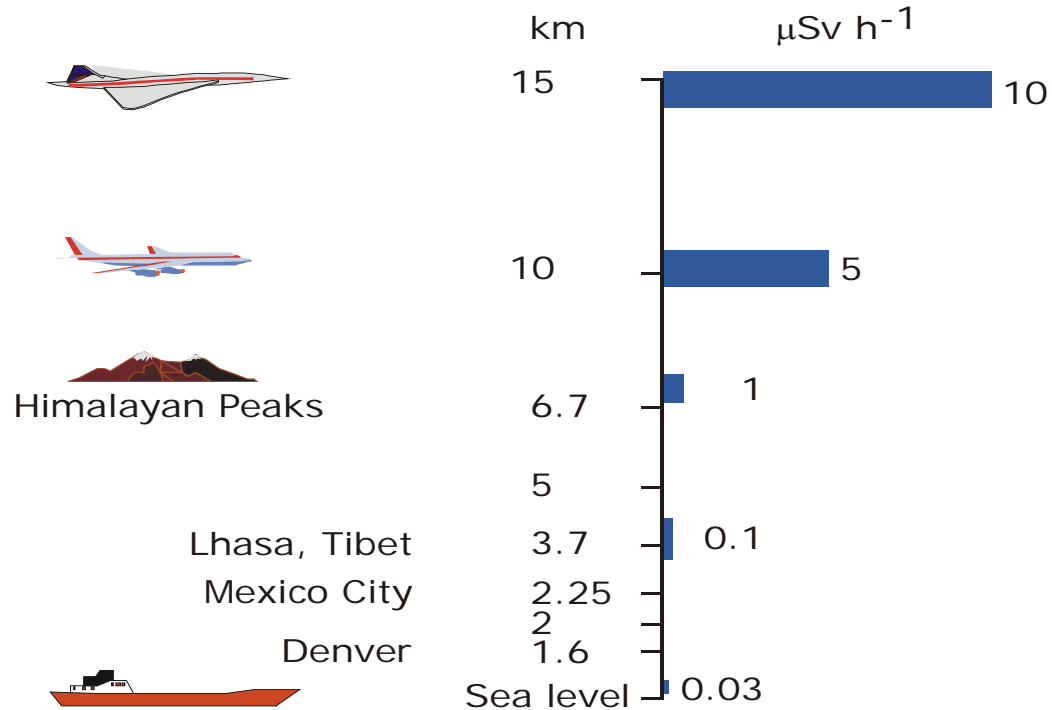 km μSv h-1
15 10
10 5
Himalayan Peaks 6.7 1
5
Lhasa, Tibet 3.7 0.1
Mexico City 2.25
2
Denver 1.6
Sea level 0.03